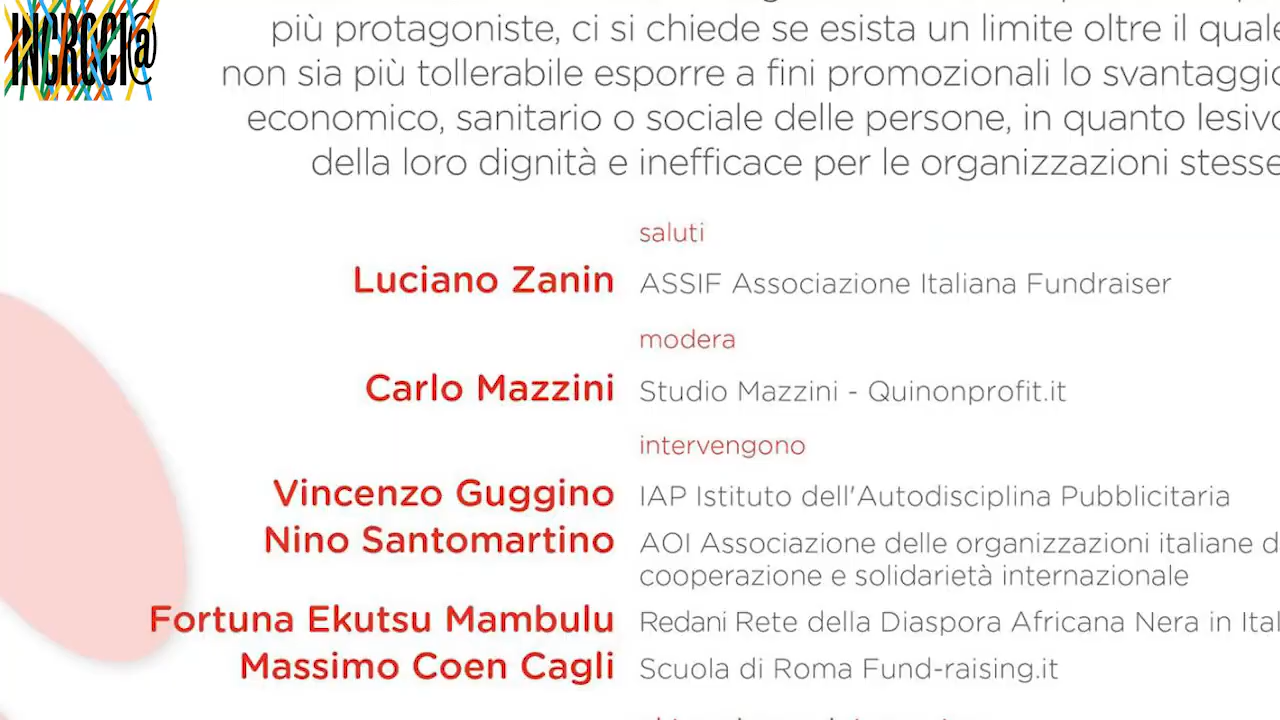 INCROCI@
più protagoniste, ci si chiede se esista un limite oltre il quale
non sia più tollerabile esporre a fini promozionali lo svantaggio
economico, sanitario o sociale delle persone, in quanto lesivo
della loro dignità e inefficace per le organizzazioni stesse
saluti
Luciano Zanin ASSIF Associazione Italiana Fundraiser
modera
Carlo Mazzini Studio Mazzini - Quinonprofit.it
intervengono
Vincenzo Guggino IAP Istituto dell'Autodisciplina Pubblicitaria
Nino Santomartino AOI Associazione delle organizzazioni italiane d
cooperazione e solidarietà internazionale
Fortuna Ekutsu Mambulu Redani Rete della Diaspora Africana Nera in Ital
Massimo Coen Cagli Scuola di Roma Fund-raising.it